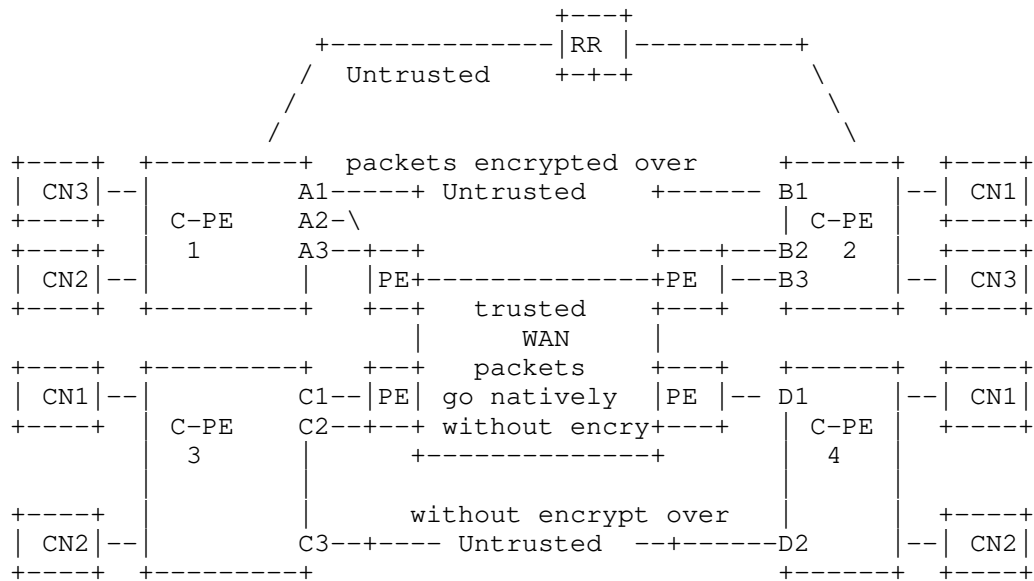 RR
Untrusted
packets encrypted over
CN3 A1 Untrusted B1 CN1
C-PE A2 C-PE
1 A3 B2 2
CN2 PE PE B3 CN3
trusted
WAN
packets
CN1 C1 PE go natively PE D1 CN1
C-PE C2 without encry C-PE
3 4
without encrypt over
CN2 C3 Untrusted D2 CN2